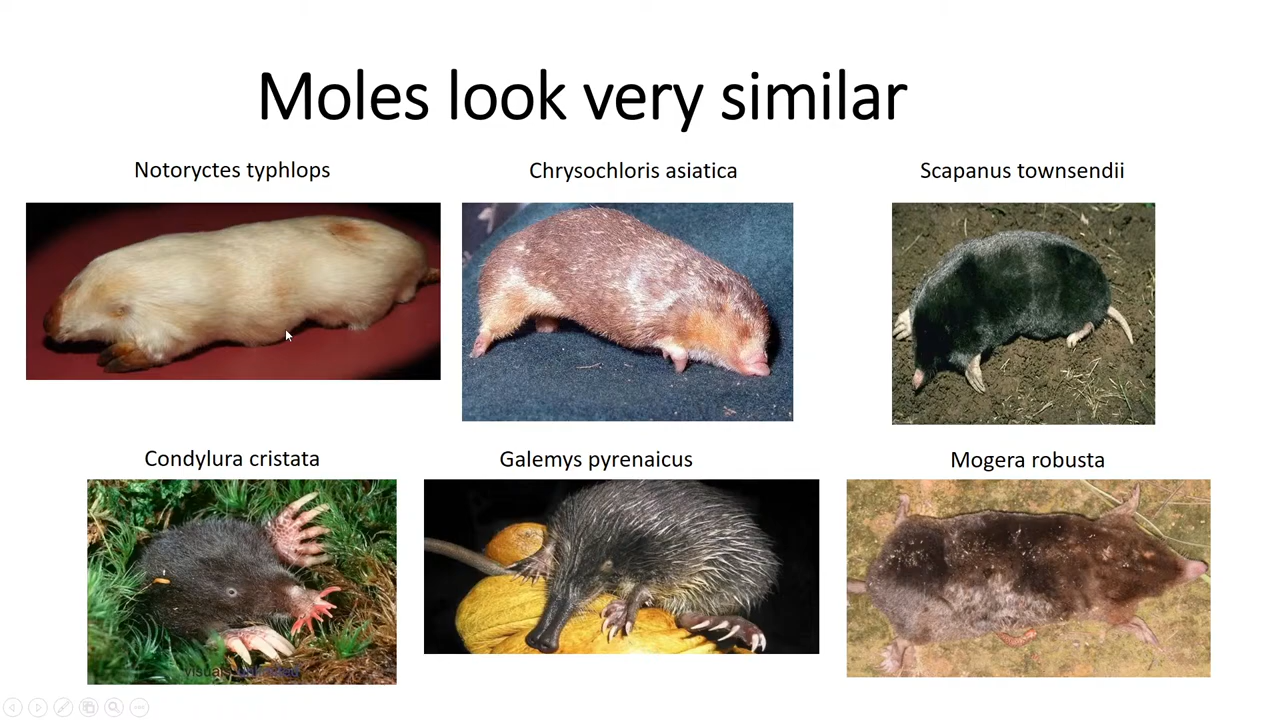 Moles look very similar
Notoryctes typhlops
Chrysochloris asiatica
Scapanus townsendii
Condylura cristata
Galemys pyrenaicus
Mogera robusta